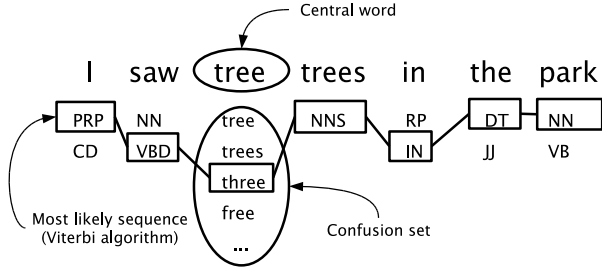 Central word
I saw tree trees in the park
PRP NN tree NNS RP DT NN
CD VBD trees IN JJ VB
three
free
...
Most likely sequence
(Viterbi algorithm)
Confusion set